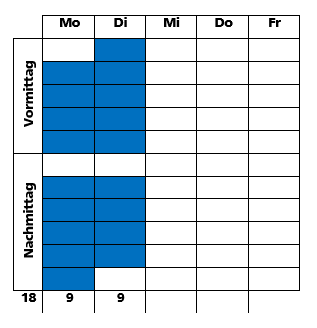 Mo Di Mi Do Fr
Vormittag
Nachmittag
18 9 9